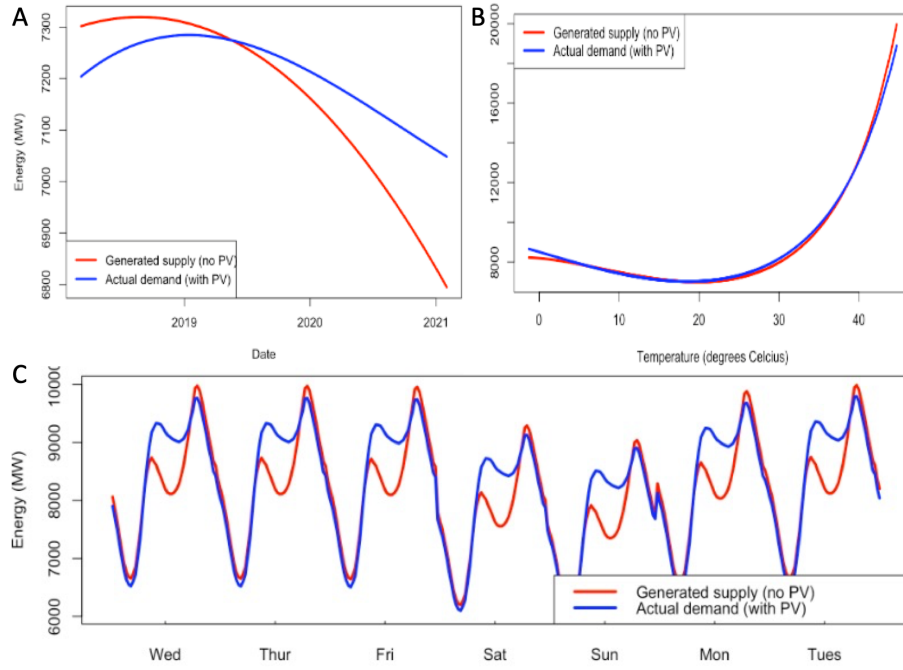 A
Energy (MW)
7300
7200
7100
7000
6900
6800
Generated supply (no PV)
Actual demand (with PV)
2019
2020
2021
Date
B
Generated supply (no PV)
Actual demand (with PV)
20000
16000
12000
8000
0
10
20
30
40
Temperature (degrees Celcius)
C
Energy (MW)
10000
9000
8000
7000
6000
Generated supply (no PV)
Actual demand (with PV)
Wed
Thur
Fri
Sat
Sun
Mon
Tues